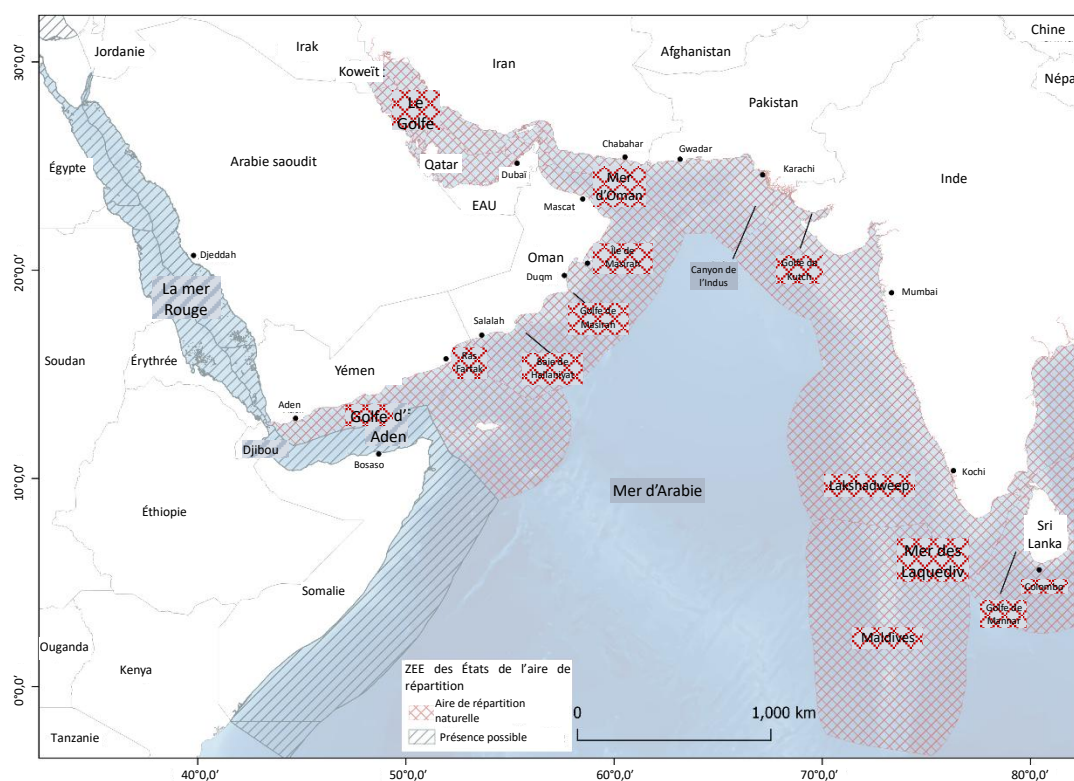 Chine
Jordanie
Irak
Iran
Afghanistan
Népa
30°0,0'
Koweït
Le
Golfe
Pakistan
Chabahar
Gwadar
Égypte
Arabie saoudit
Qatar
Dubaï
Karachi
Inde
Mer
d'Oman
EAU
Mascat
Djeddah
Oman
Île de
Masirah
20°0,0'
Duqm
Canyon de
l'Indus
Golfe de
Kutch
La mer
Rouge
Mumbai
Salalah
Golfe de
Masirah
Soudan
Érythrée
Yémen
Ras
Fartak
Baie de
Hallaniyat
Aden
Golfe d'
Aden
Djibou
Bosaso
Kochi
10°0,0'
Mer d'Arabie
Lakshadweep
Éthiopie
Sri
Lanka
Mer des
Laquediv
Colombo
Somalie
Golfe de
Mannar
Maldives
Ouganda
Kenya
ZEE des États de l'aire de
répartition
Aire de répartition
naturelle
Présence possible
0
1,000 km
0°0,0'
Tanzanie
40°0,0'
50°0,0'
60°0,0'
70°0,0'
80°0,0'